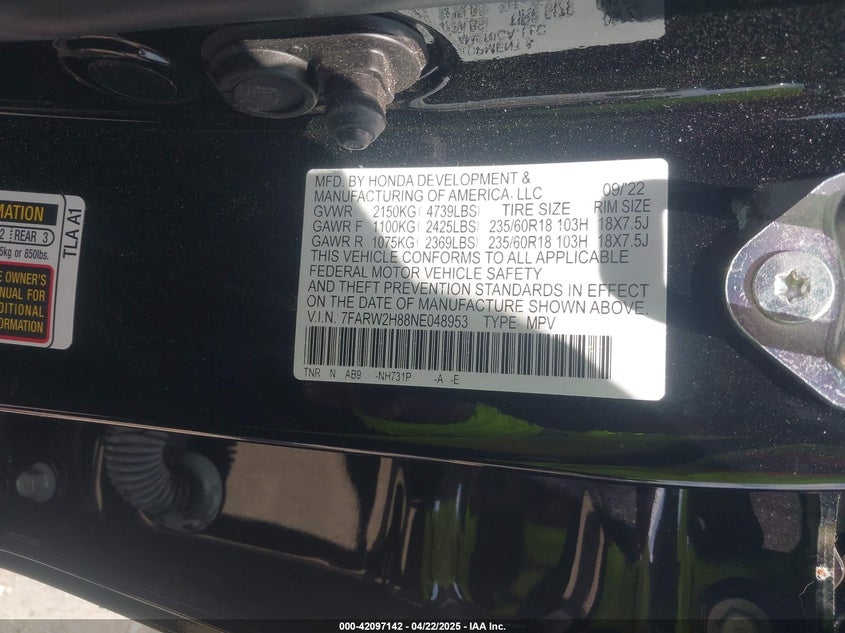 MFD. BY HONDA DEVELOPMENT &
MANUFACTURING OF AMERICA, LLC 09/'22
GVWR 2150KG( 4739LBS) TIRE SIZE RIM SIZE
GAWR F 1100KG( 2425LBS) 235/60R18 103H 18X7.5J
GAWR R 1075KG( 2369LBS) 235/60R18 103H 18X7.5J
THIS VEHICLE CONFORMS TO ALL APPLICABLE
FEDERAL MOTOR VEHICLE SAFETY
AND THEFT PREVENTION STANDARDS IN EFFECT
ON THE DATE OF MANUFACTURE SHOWN ABOVE.
V.I.N. 7FARW2H88NE048953 TYPE MPV
TNR N AB9 -NH731P -A -E
MATION
2 REAR 3
5kg or 850lbs.
E OWNER'S
NUAL FOR
DITIONAL
FORMATION
TLA A1
000-42097142 / 04/22/2025 - IAA Inc.